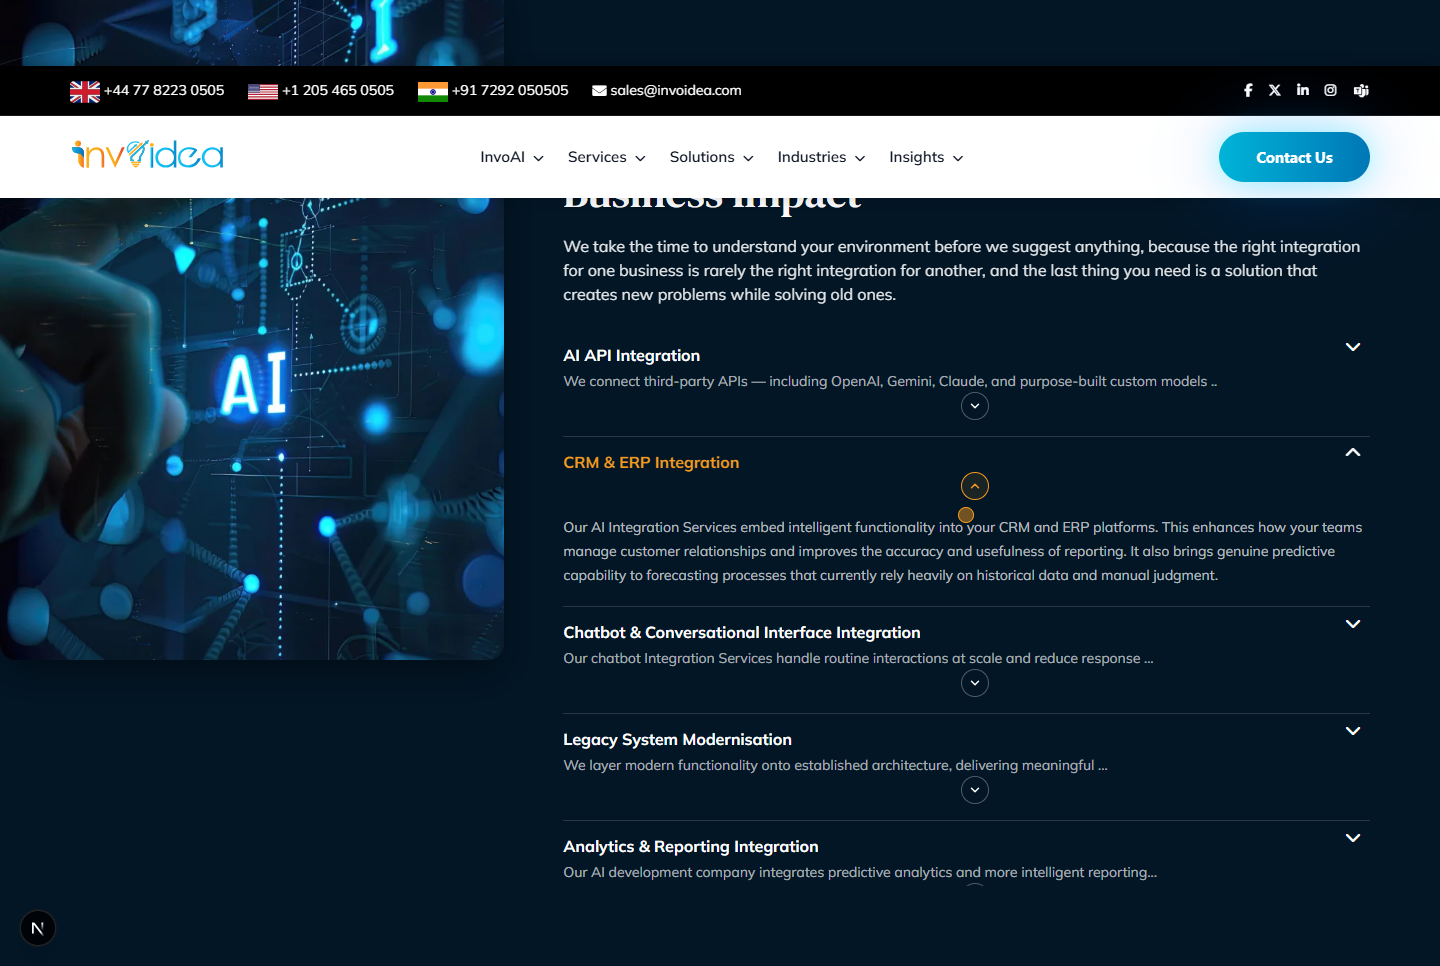 +44 77 8223 0505 +1 205 465 0505 +91 7292 050505 sales@invoidea.com
invoidea InvoAI Services Solutions Industries Insights Contact Us
Business Impact
We take the time to understand your environment before we suggest anything, because the right integration
for one business is rarely the right integration for another, and the last thing you need is a solution that
creates new problems while solving old ones.
AI
AI API Integration
We connect third-party APIs — including OpenAI, Gemini, Claude, and purpose-built custom models ..
CRM & ERP Integration
Our AI Integration Services embed intelligent functionality into your CRM and ERP platforms. This enhances how your teams
manage customer relationships and improves the accuracy and usefulness of reporting. It also brings genuine predictive
capability to forecasting processes that currently rely heavily on historical data and manual judgment.
Chatbot & Conversational Interface Integration
Our chatbot Integration Services handle routine interactions at scale and reduce response ...
Legacy System Modernisation
We layer modern functionality onto established architecture, delivering meaningful ...
Analytics & Reporting Integration
Our AI development company integrates predictive analytics and more intelligent reporting...
N